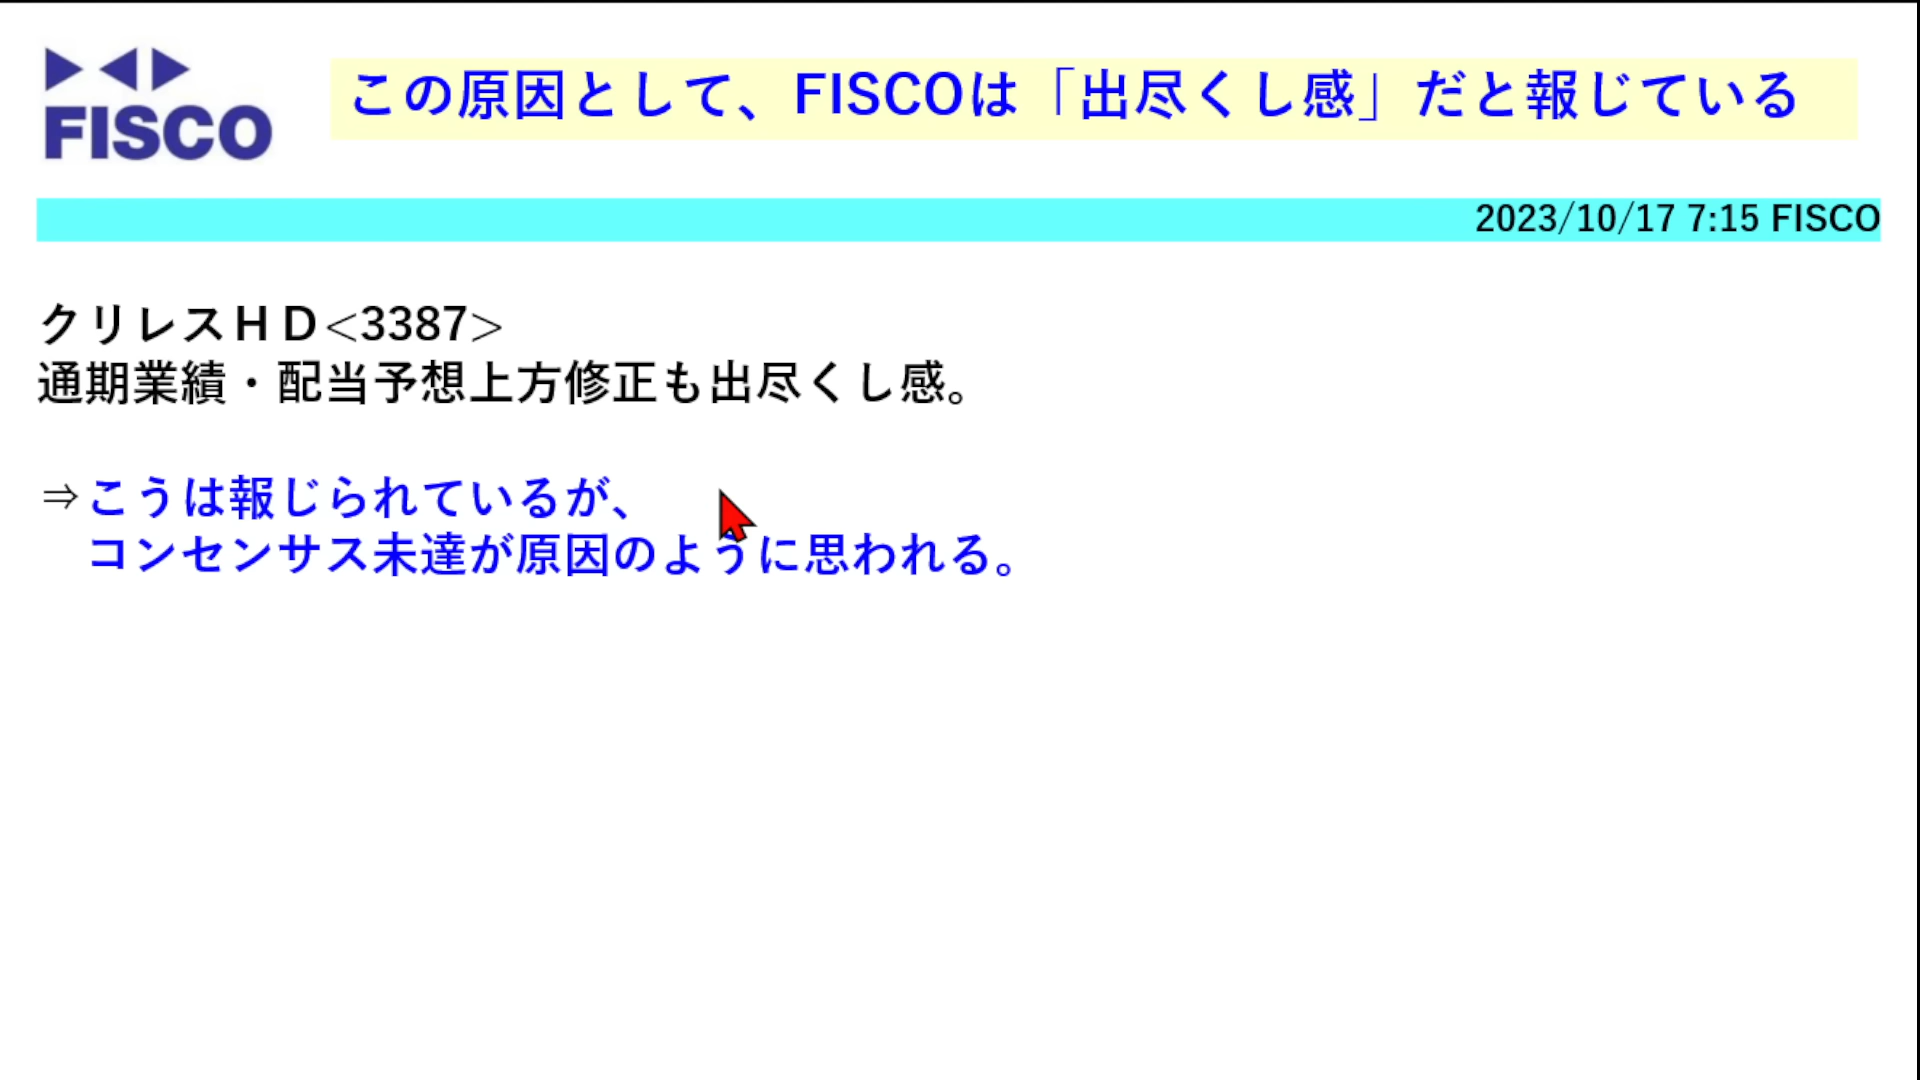 FISCO
この原因として、FISCOは「出尽くし感」だと報じている
2023/10/17 7:15 FISCO
クリレスＨＤ<3387>
通期業績・配当予想上方修正も出尽くし感。
⇒こうは報じられているが、
コンセンサス未達が原因のように思われる。